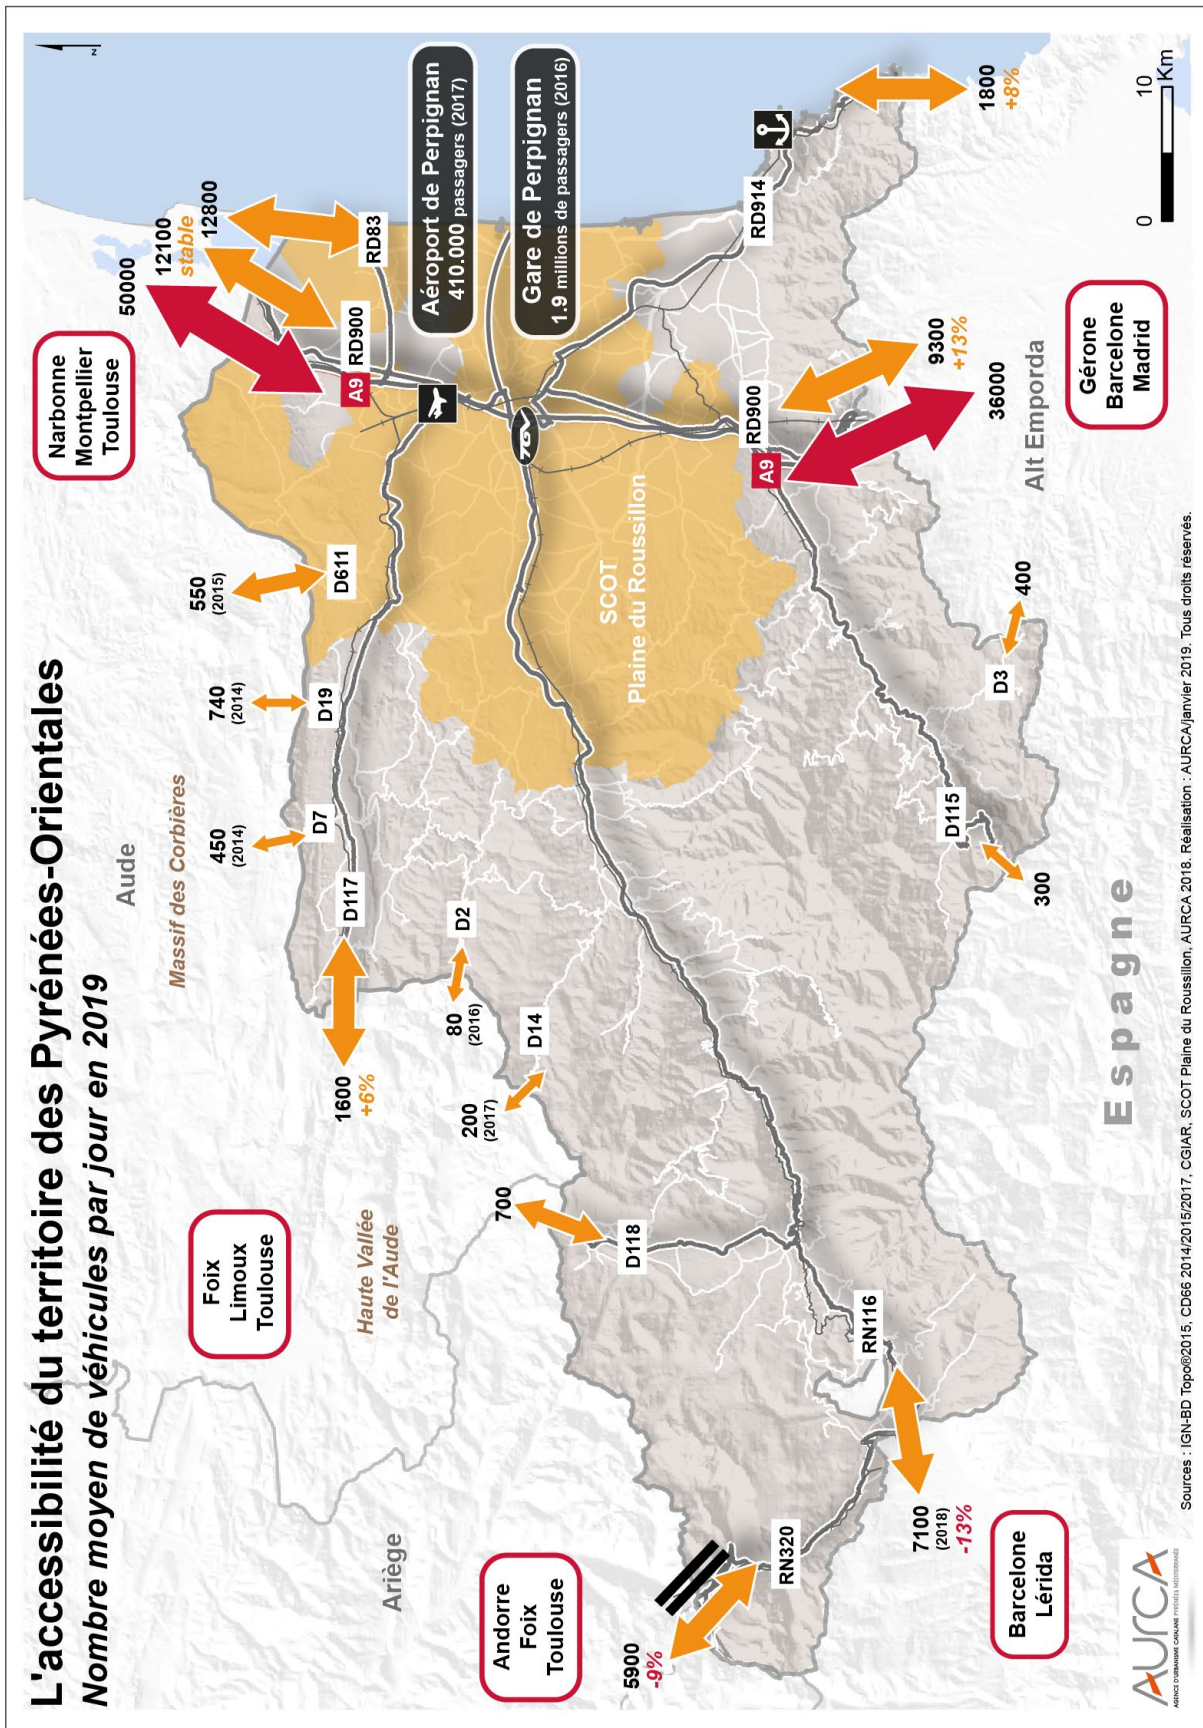 L'accessibilité du territoire des Pyrénées-Orientales
Nombre moyen de véhicules par jour en 2019
N
Narbonne
Montpellier
Toulouse
50000
12100
stable
12800
A9
RD900
RD83
Aéroport de Perpignan
410.000 passagers (2017)
Gare de Perpignan
1.9 millions de passagers (2016)
TGV
Aude
Massif des Corbières
550
(2015)
D611
740
(2014)
D19
450
(2014)
D7
D117
1600
+6%
D2
80
(2016)
D14
200
(2017)
Foix
Limoux
Toulouse
Haute Vallée
de l'Aude
700
D118
Ariège
Andorre
Foix
Toulouse
5900
-9%
RN320
RN116
7100
(2018)
-13%
Barcelone
Lérida
SCOT
Plaine du Roussillon
RD914
1800
+8%
A9
RD900
9300
+13%
36000
Gérone
Barcelone
Madrid
Alt Emporda
D3
400
D115
300
Espagne
0
10
Km
AURCA
AGENCE D'URBANISME CATALANE PYRÉNÉES MÉDITERRANÉE
Sources : IGN-BD Topo®2015, CD66 2014/2015/2017, CGIAR, SCOT Plaine du Roussillon, AURCA 2018. Réalisation : AURCA/janvier 2019. Tous droits réservés.